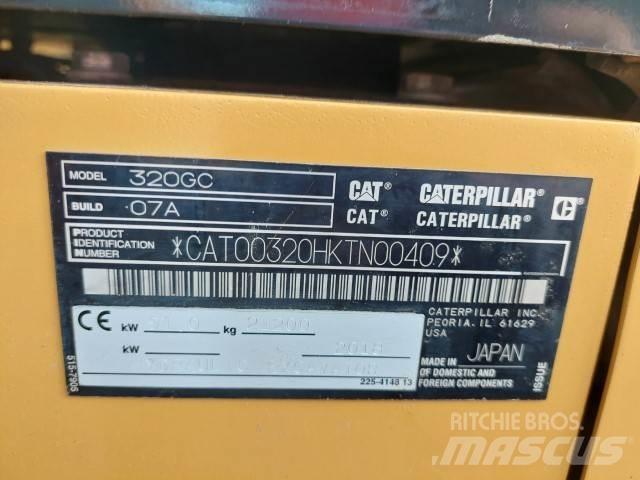 MODEL 320GC
BUILD 07A
CAT® CATERPILLAR®
CAT® CATERPILLAR®
PRODUCT
IDENTIFICATION
NUMBER
*CAT00320HKTN00409*
CATERPILLAR INC.
PEORIA, IL 61629
USA
CE kW kg
kW 2018
225-4148 13
MADE IN JAPAN
OF DOMESTIC AND
FOREIGN COMPONENTS
ISSUE
515-7906
RITCHIE BROS.
MASCUS